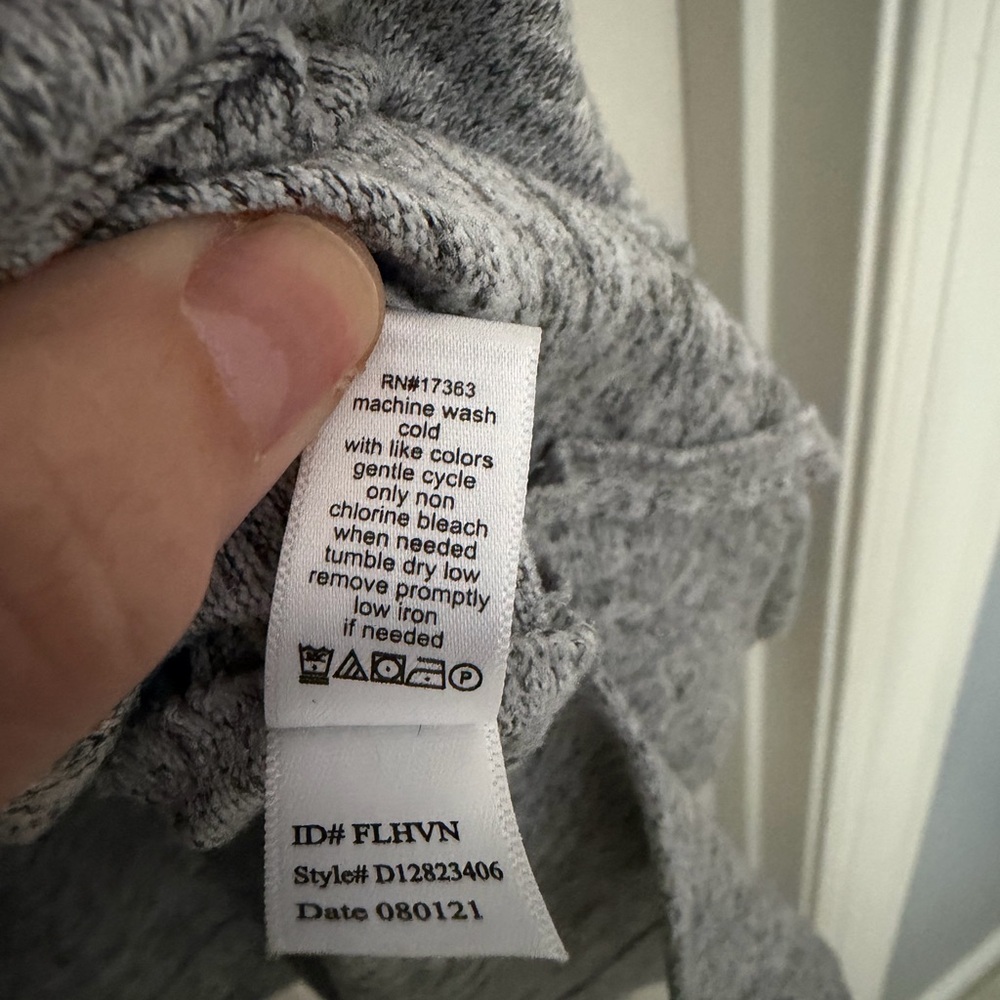 RN#17363
machine wash
cold
with like colors
gentle cycle
only non
chlorine bleach
when needed
tumble dry low
remove promptly
low iron
if needed
P
ID# FLHVN
Style# D12823406
Date 080121